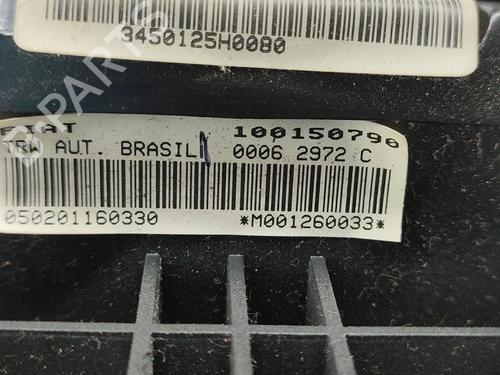 3450125H0080
FIAT 100150790
TRW AUT. BRASIL 0006 2972 C
050201160330 *M001260033*